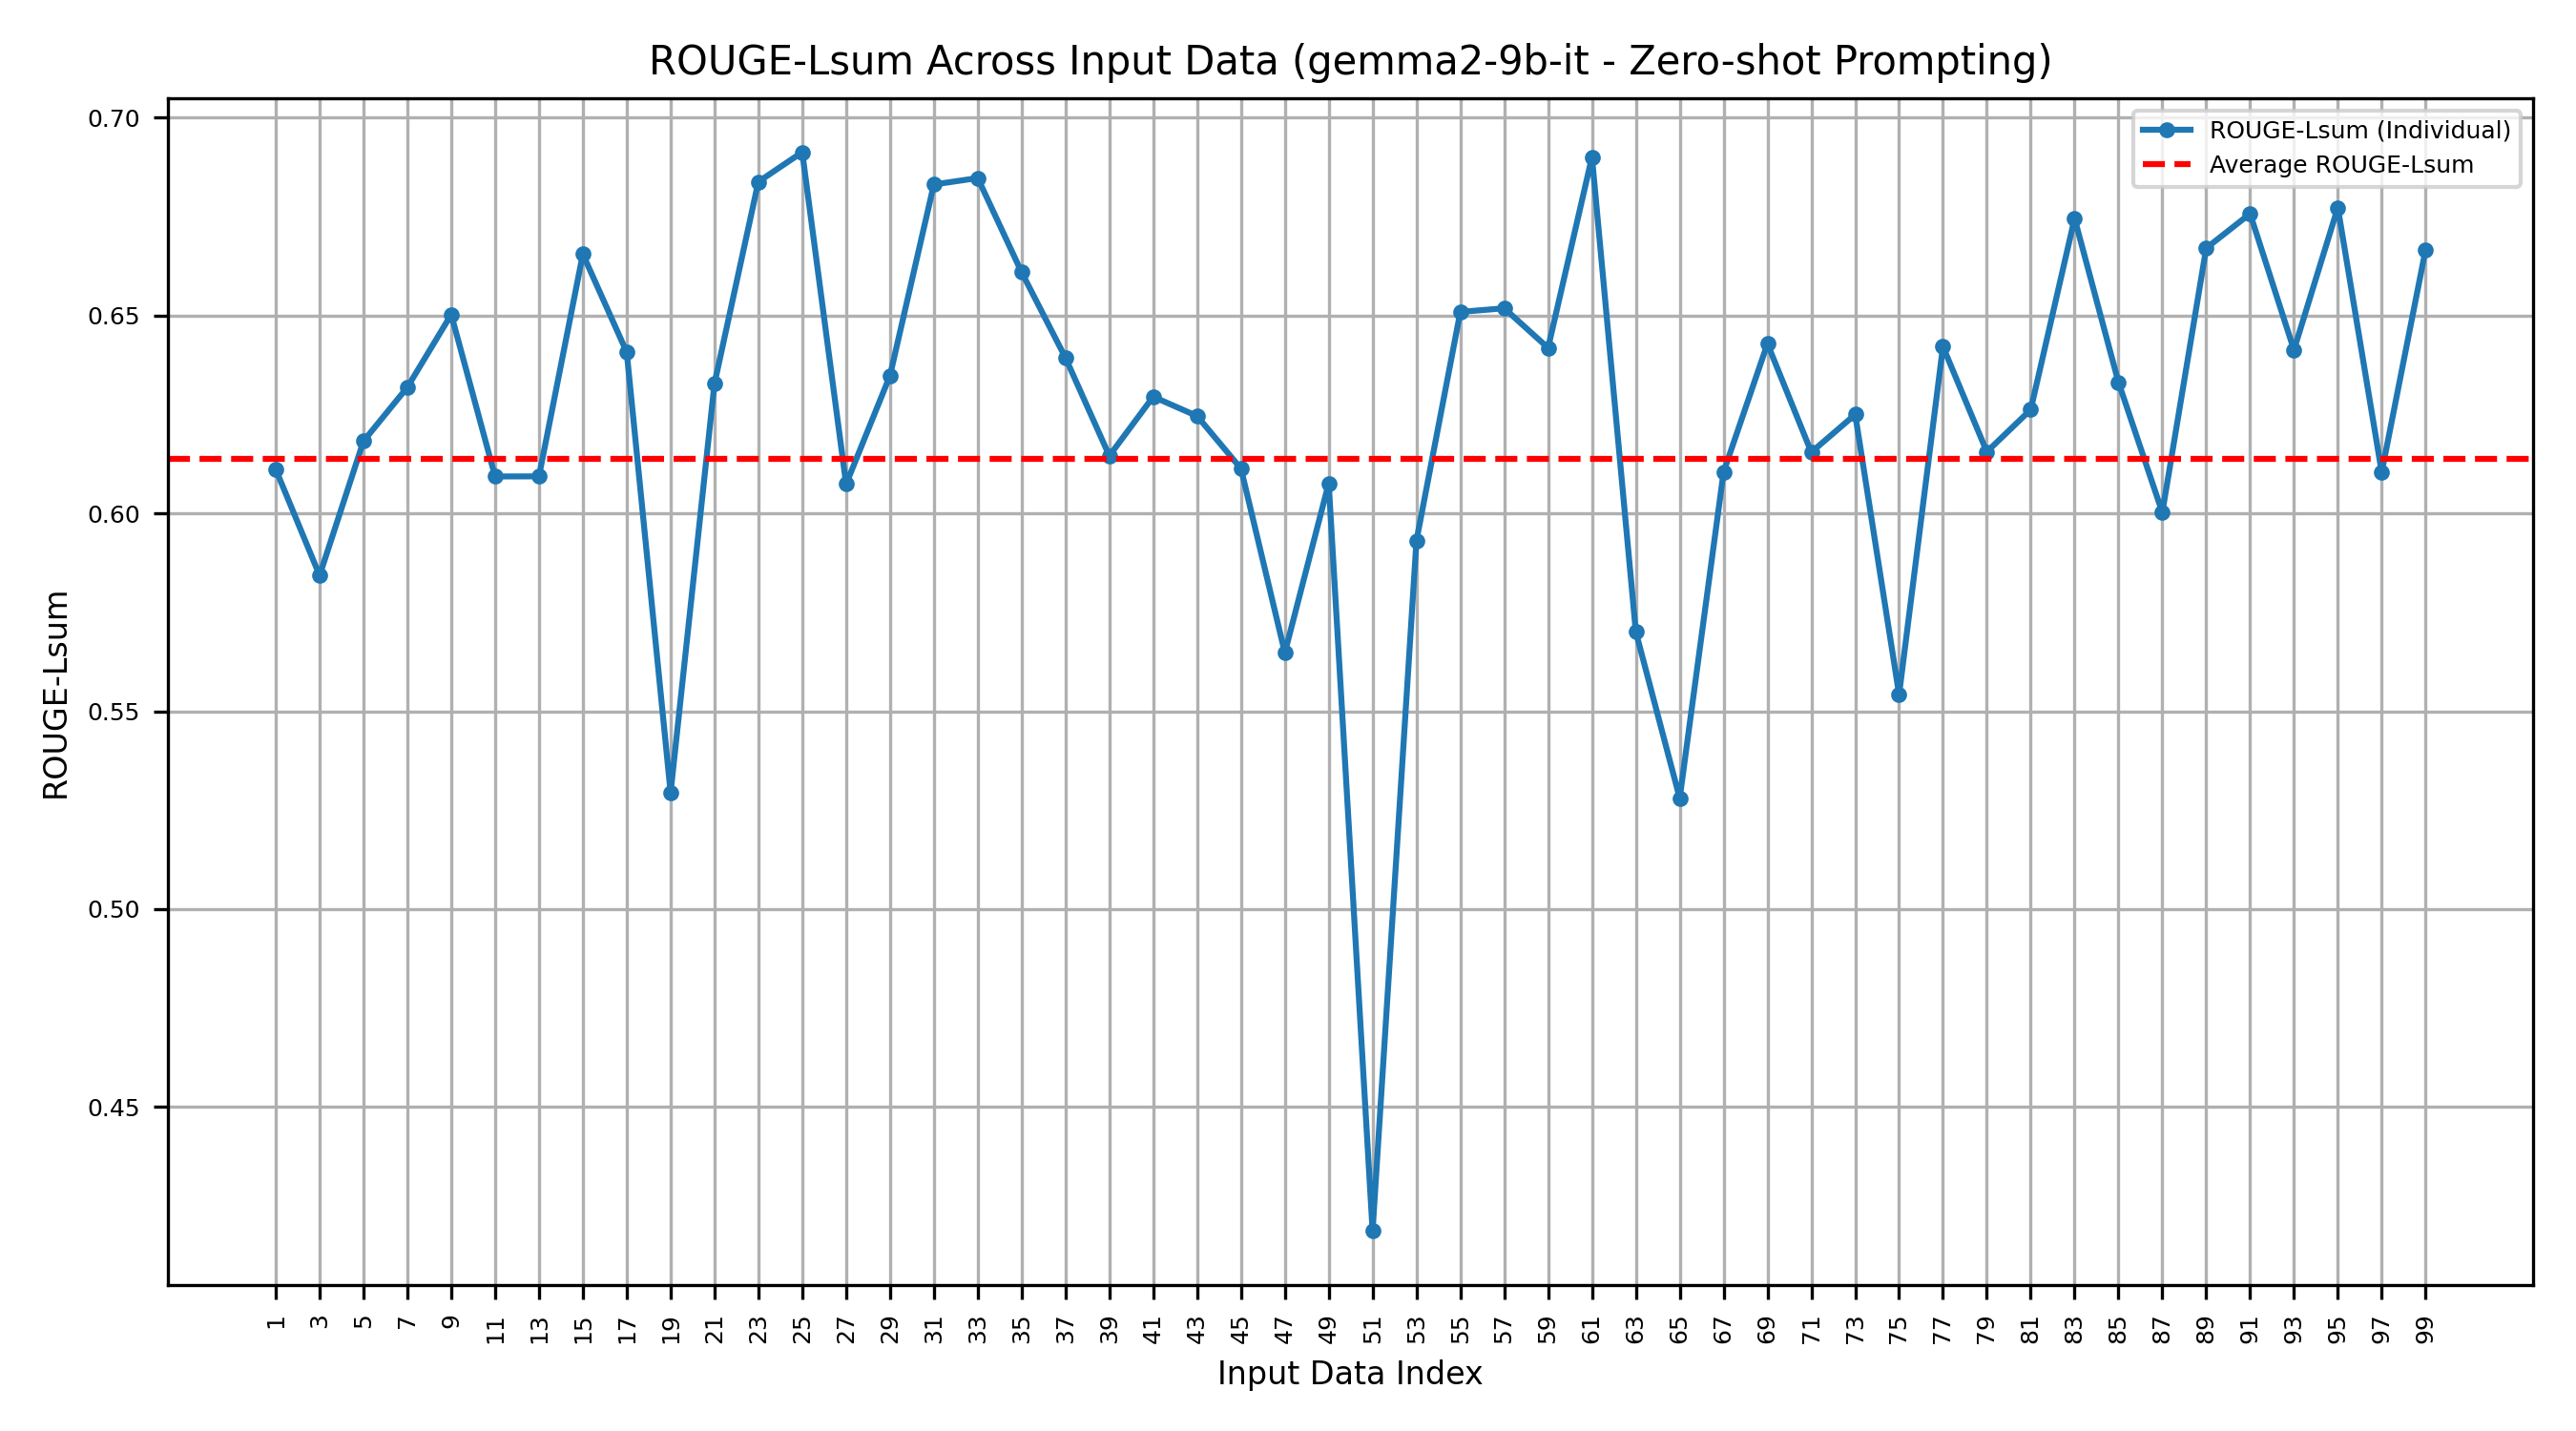 ROUGE-Lsum Across Input Data (gemma2-9b-it - Zero-shot Prompting)
ROUGE-Lsum (Individual)
Average ROUGE-Lsum
0.70
0.65
0.60
0.55
0.50
0.45
ROUGE-Lsum
1 3 5 7 9 11 13 15 17 19 21 23 25 27 29 31 33 35 37 39 41 43 45 47 49 51 53 55 57 59 61 63 65 67 69 71 73 75 77 79 81 83 85 87 89 91 93 95 97 99
Input Data Index